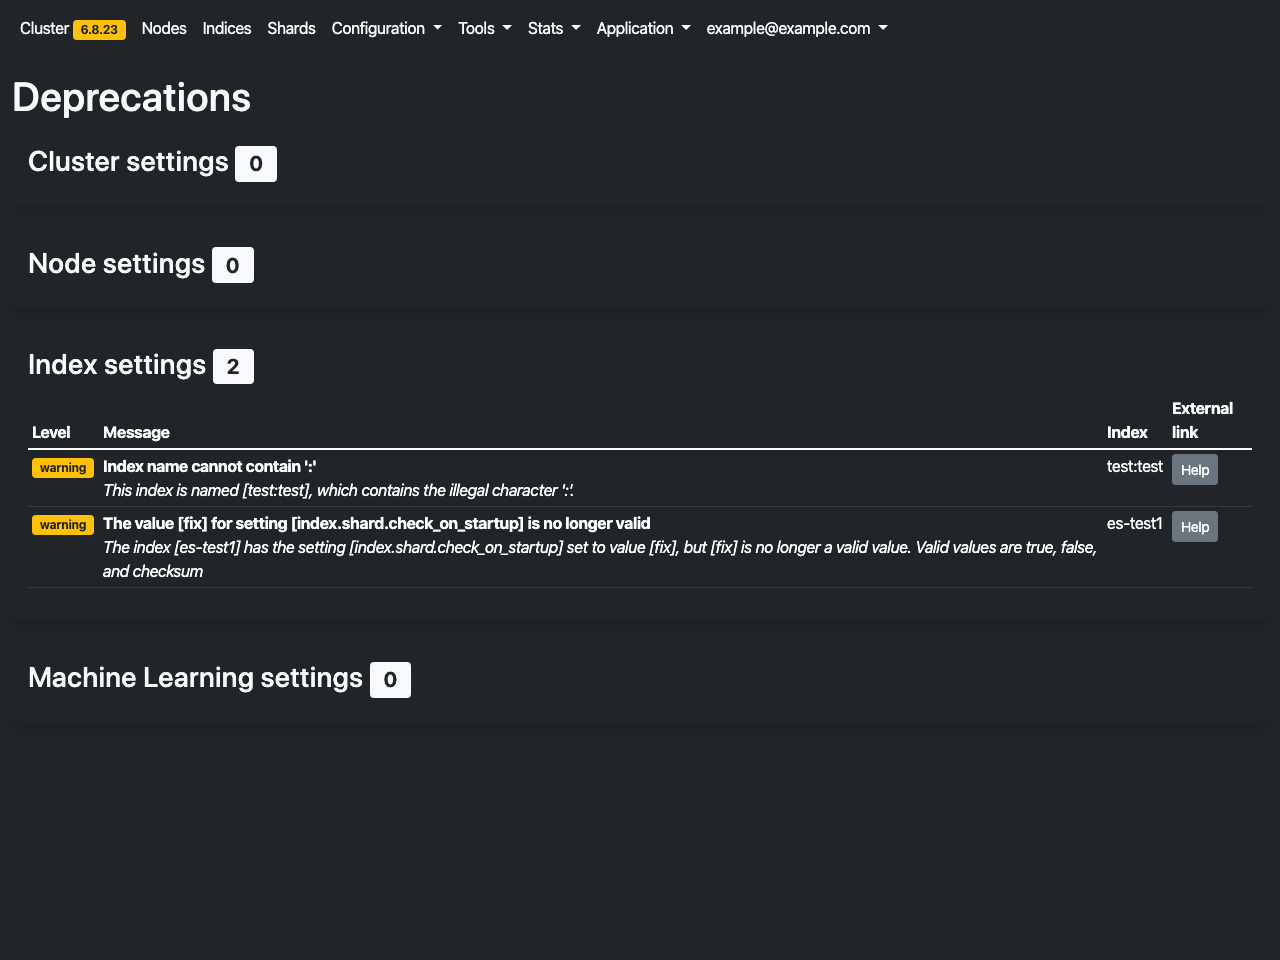 Cluster 6.8.23 Nodes Indices Shards Configuration Tools Stats Application example@example.com
Deprecations
Cluster settings 0
Node settings 0
Index settings 2
Level Message Index External link
warning Index name cannot contain ':' test:test Help
This index is named [test:test], which contains the illegal character ':'.
warning The value [fix] for setting [index.shard.check_on_startup] is no longer valid es-test1 Help
The index [es-test1] has the setting [index.shard.check_on_startup] set to value [fix], but [fix] is no longer a valid value. Valid values are true, false,
and checksum
Machine Learning settings 0